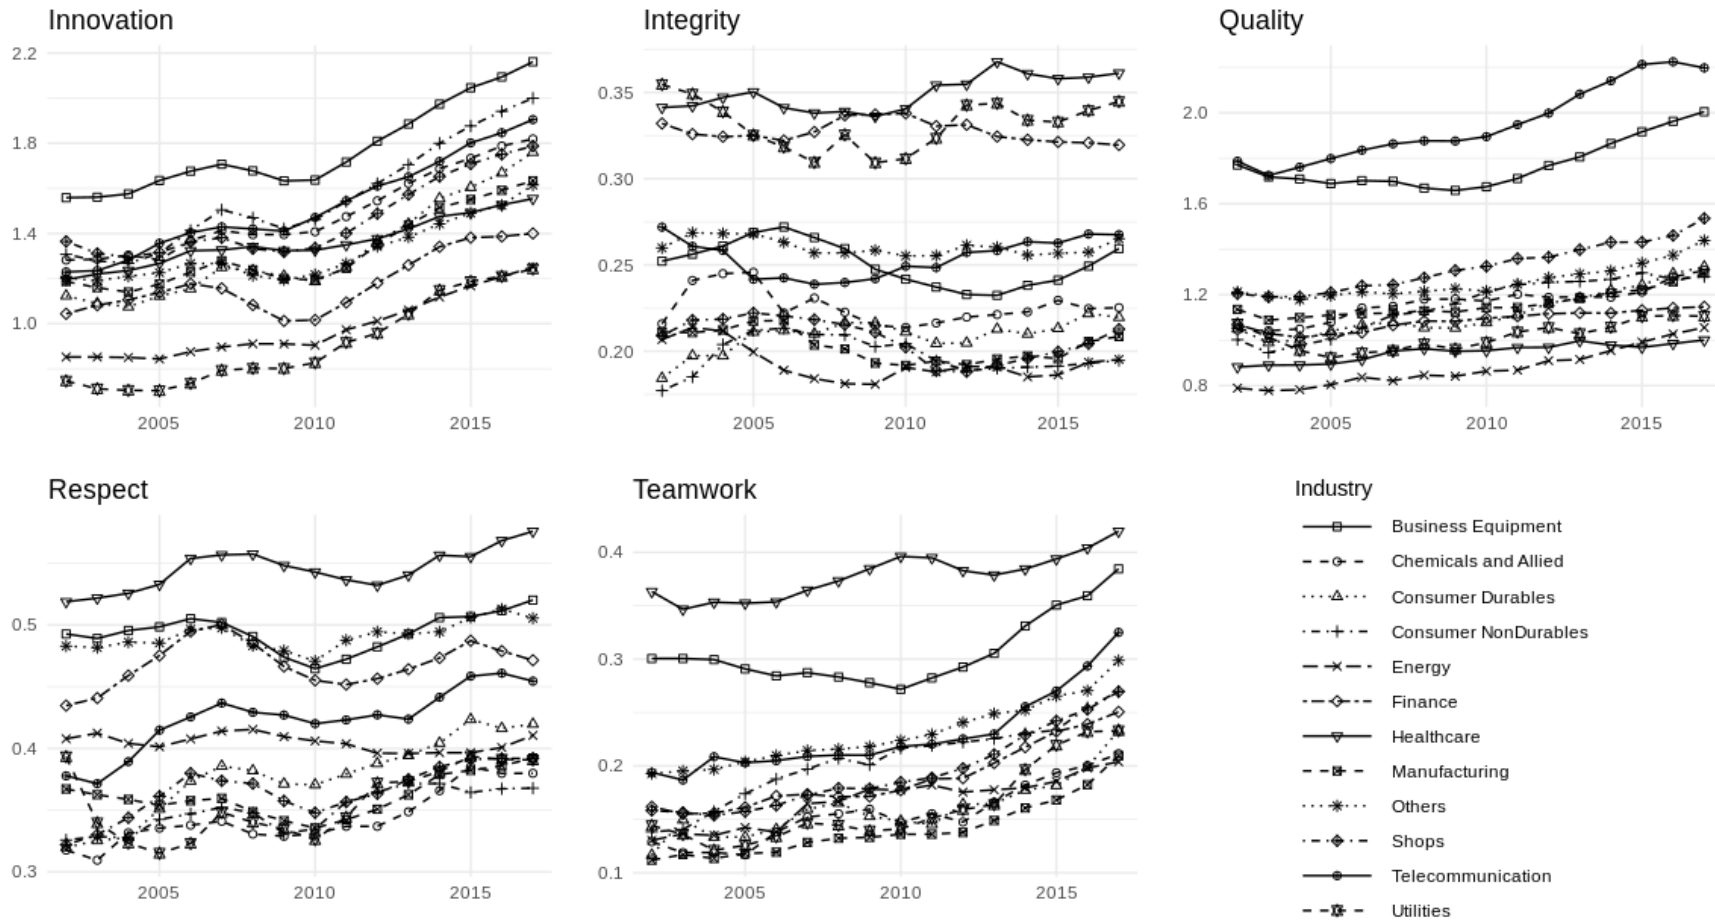 Innovation
Integrity
Quality
2.2
1.8
1.4
1.0
2005
2010
2015
0.35
0.30
0.25
0.20
2005
2010
2015
2.0
1.6
1.2
0.8
2005
2010
2015
Respect
Teamwork
0.5
0.4
0.3
2005
2010
2015
0.4
0.3
0.2
0.1
2005
2010
2015
Industry
Business Equipment
Chemicals and Allied
Consumer Durables
Consumer NonDurables
Energy
Finance
Healthcare
Manufacturing
Others
Shops
Telecommunication
Utilities